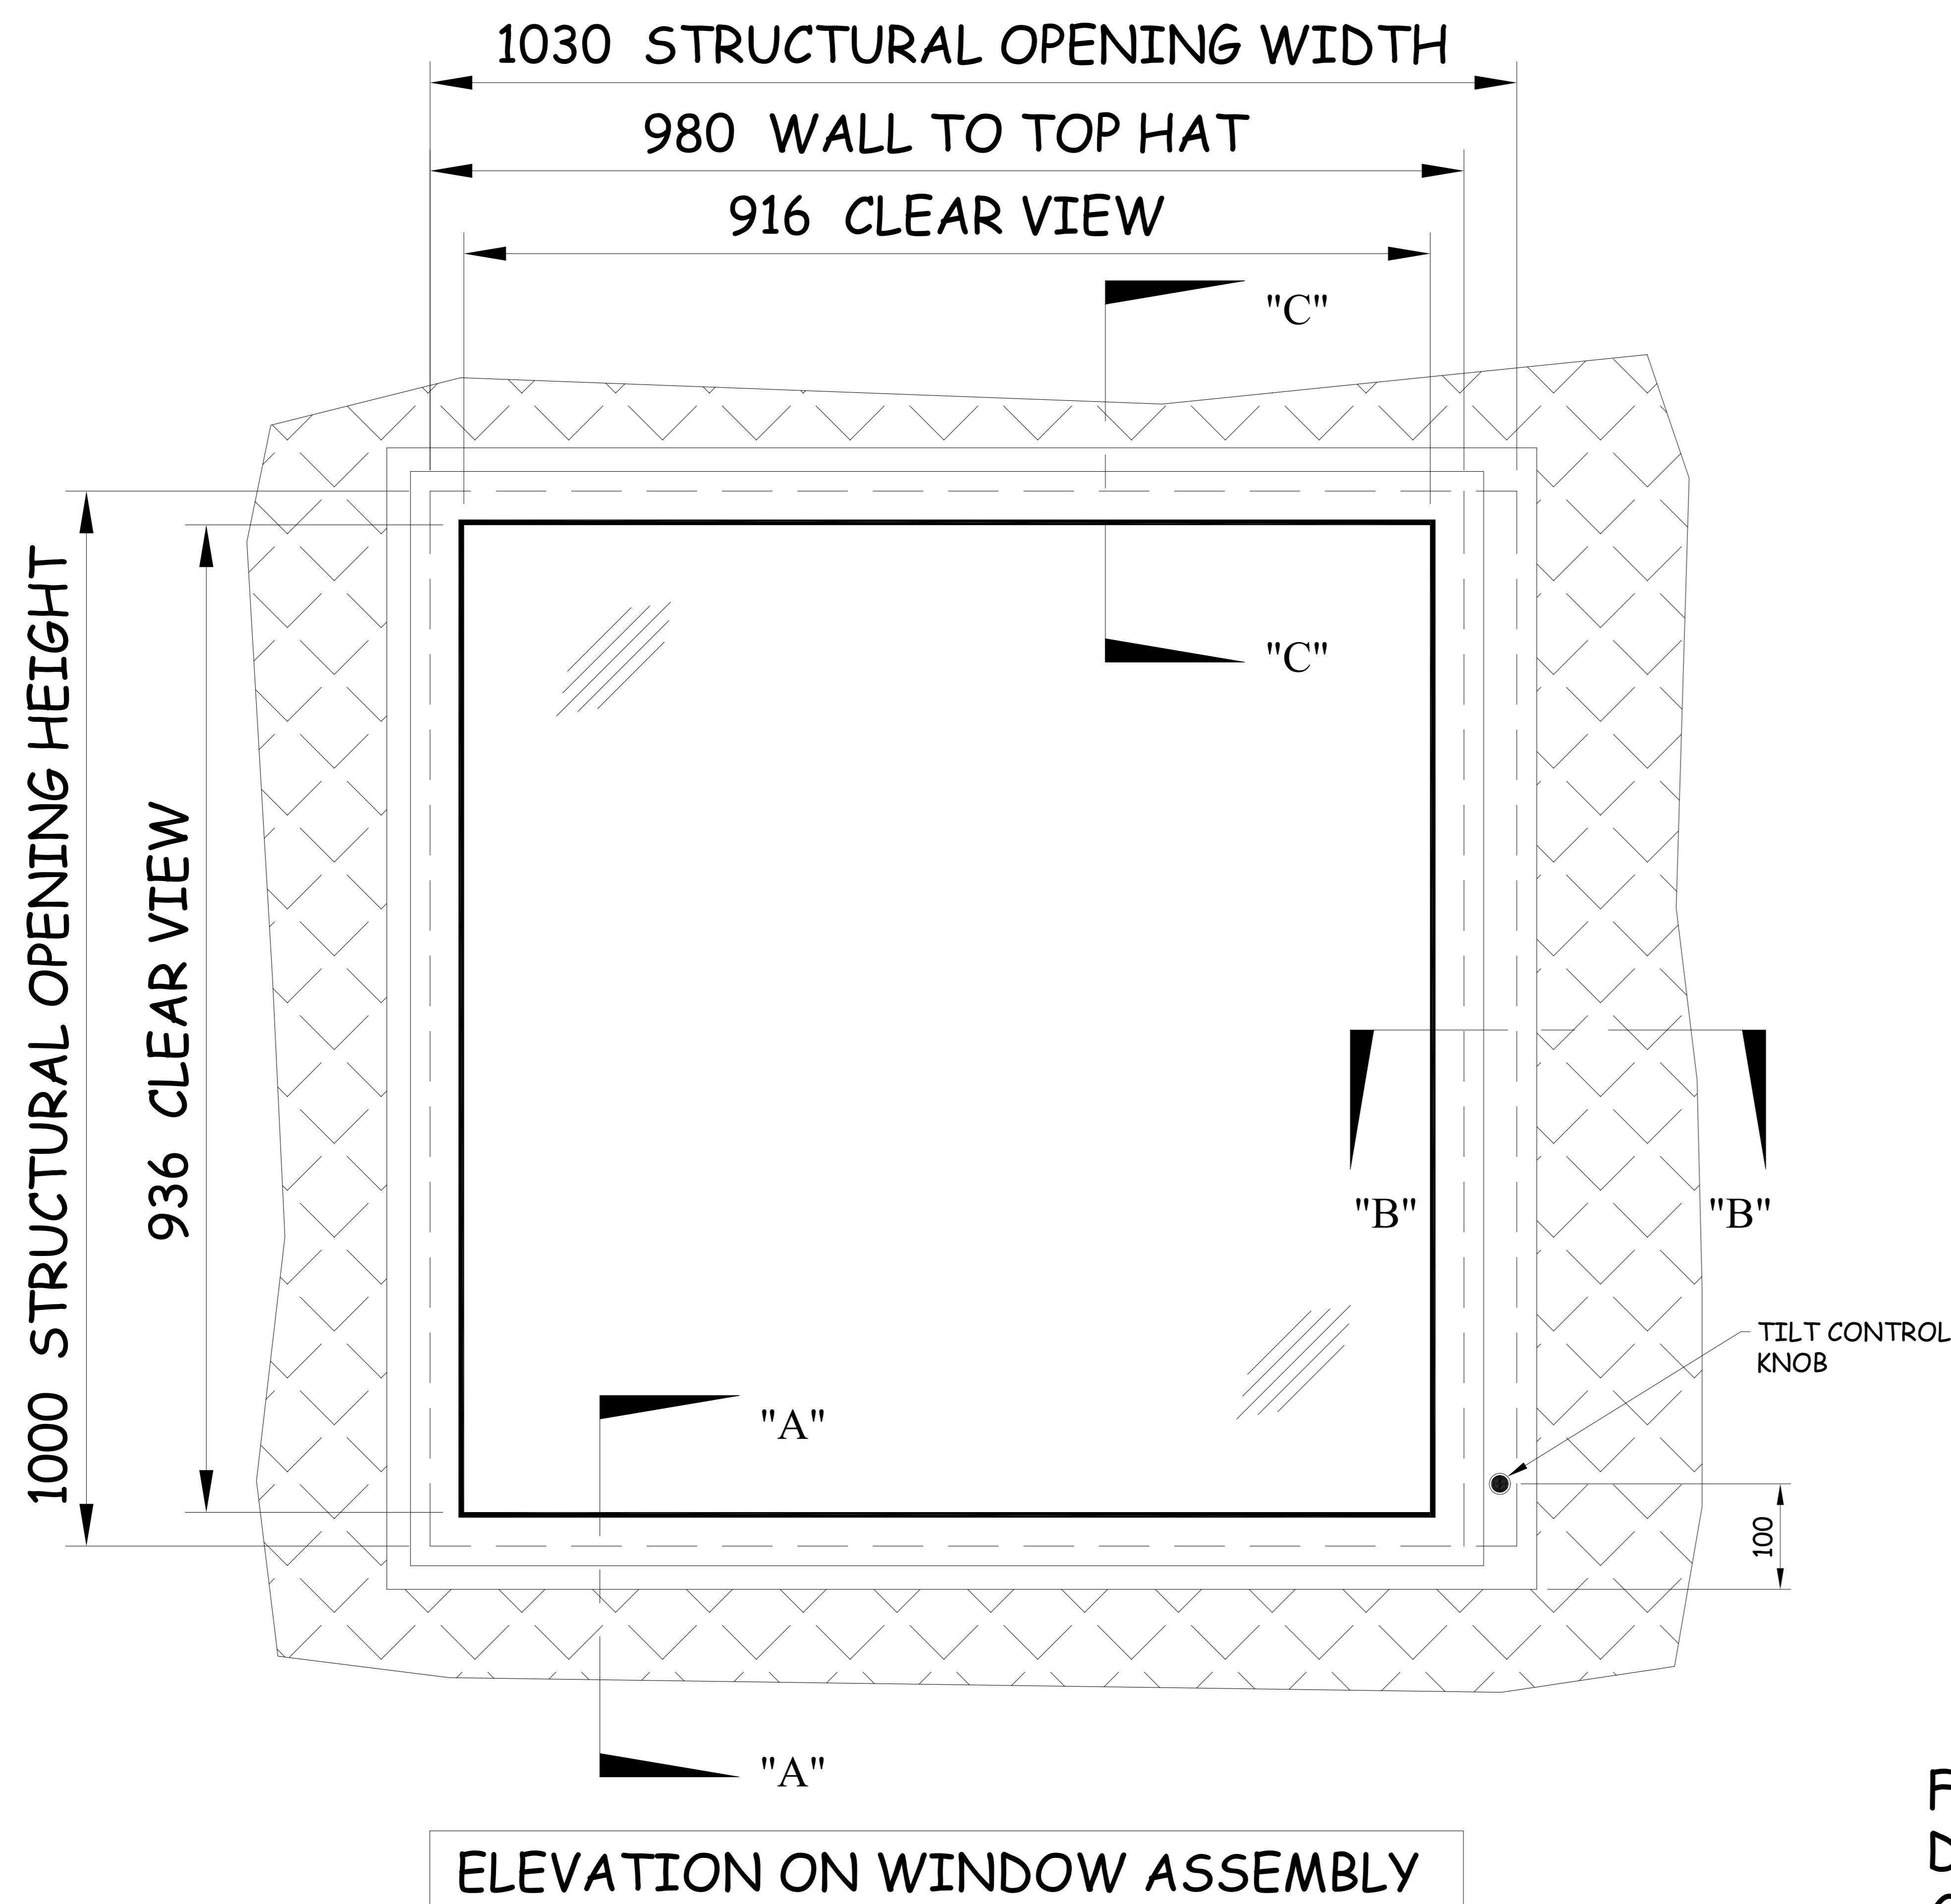 1030 STRUCTURAL OPENING WIDTH
980 WALL TO TOP HAT
916 CLEAR VIEW
"C"
1000 STRUCTURAL OPENING HEIGHT
936 CLEAR VIEW
"C"
"B" "B"
TILT CONTROL
KNOB
"A"
100
"A"
ELEVATION ON WINDOW ASSEMBLY